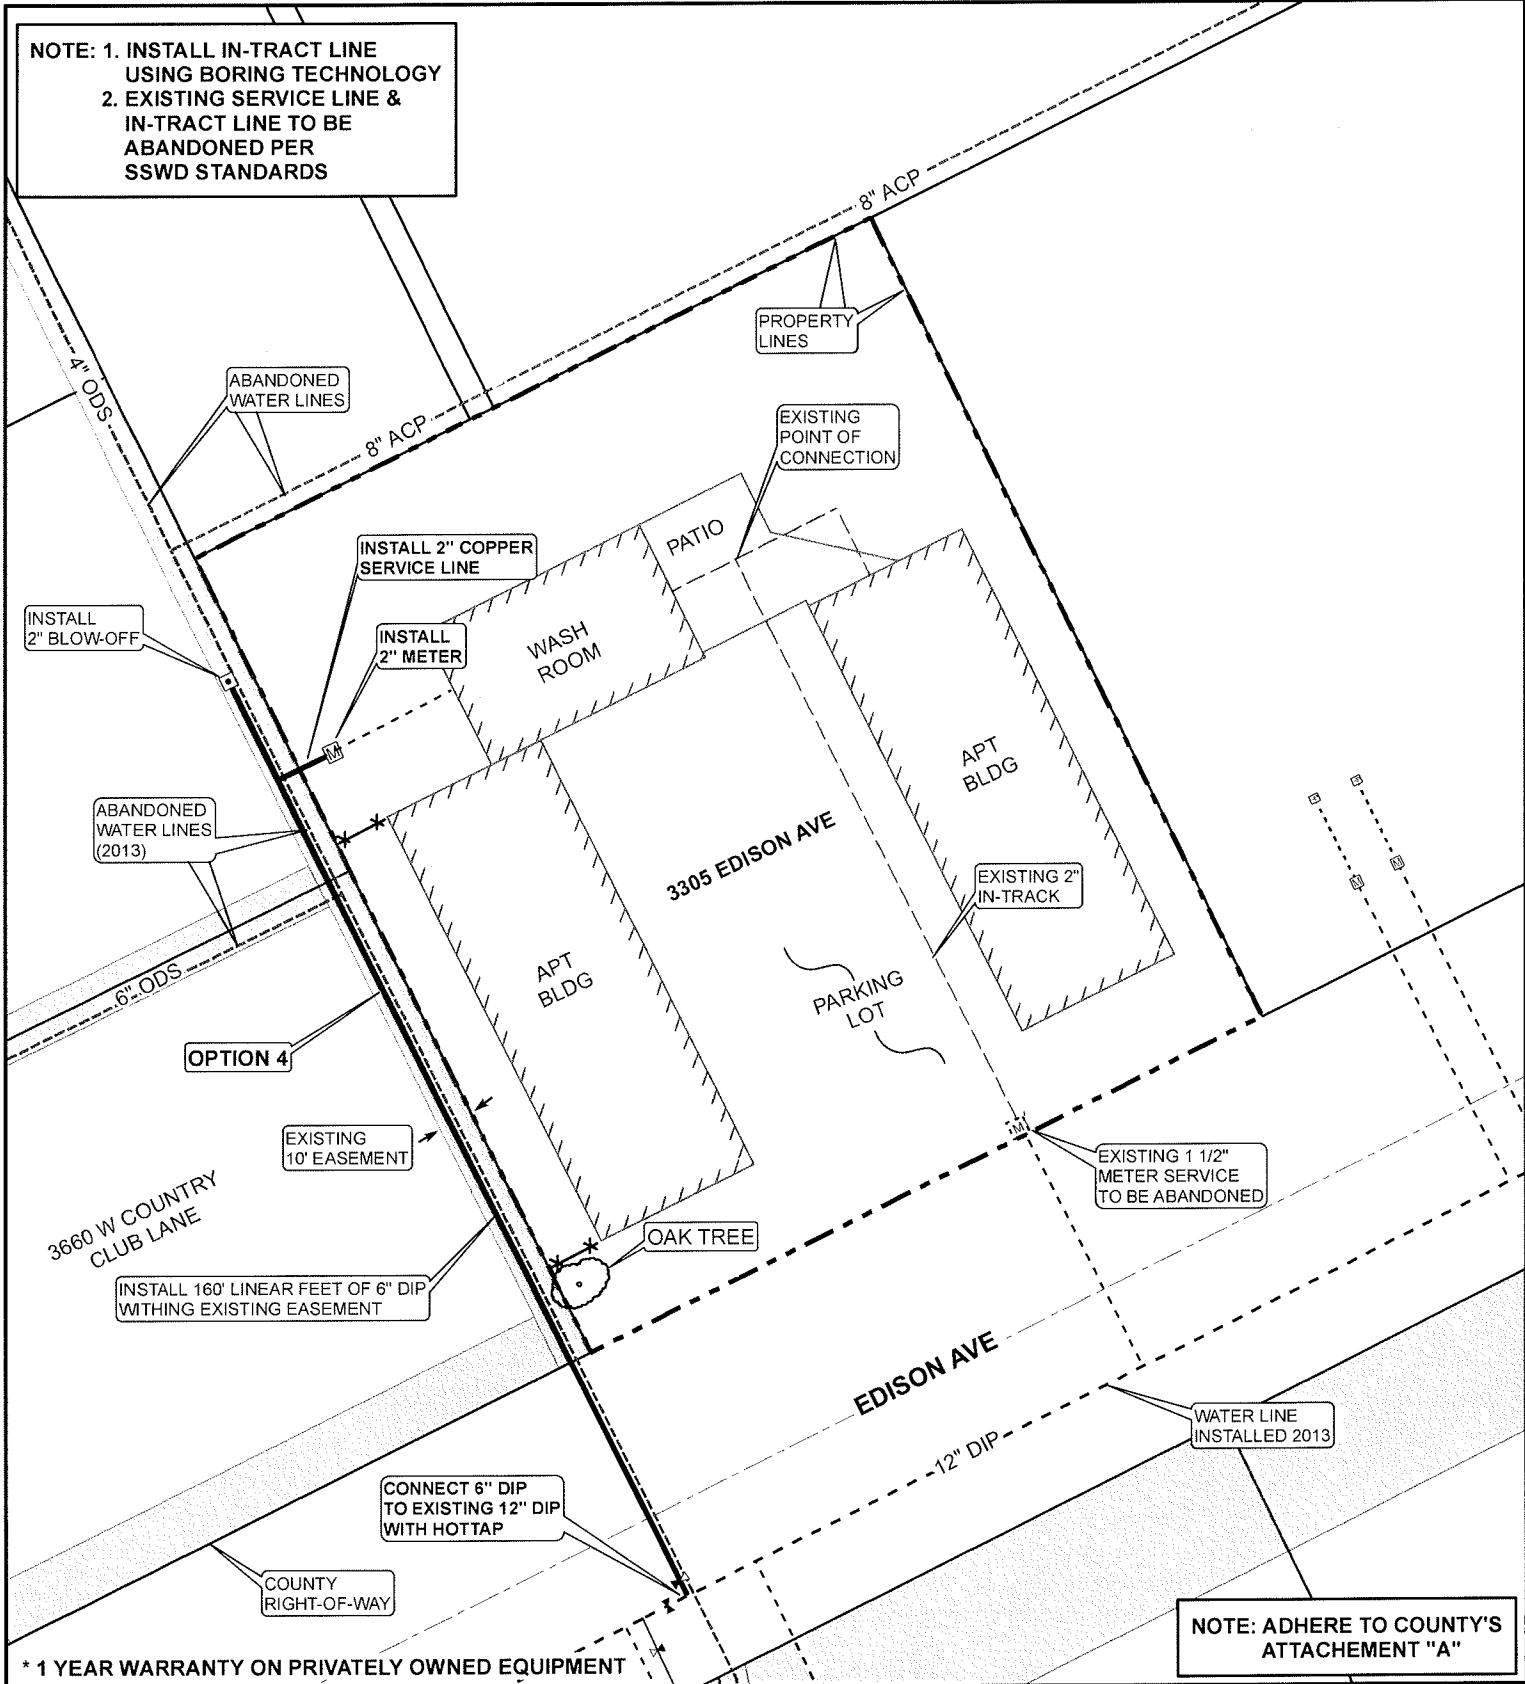 NOTE: 1. INSTALL IN-TRACT LINE
USING BORING TECHNOLOGY
2. EXISTING SERVICE LINE &
IN-TRACT LINE TO BE
ABANDONED PER
SSWD STANDARDS
8" ACP
PROPERTY
LINES
4" ODS
ABANDONED
WATER LINES
8" ACP
EXISTING
POINT OF
CONNECTION
INSTALL 2" COPPER
SERVICE LINE
PATIO
INSTALL
2" BLOW-OFF
INSTALL
2" METER
WASH
ROOM
M
APT
BLDG
ABANDONED
WATER LINES
(2013)
3305 EDISON AVE
EXISTING 2"
IN-TRACK
M
M
6" ODS
APT
BLDG
PARKING
LOT
OPTION 4
EXISTING
10' EASEMENT
M
EXISTING 1 1/2"
METER SERVICE
TO BE ABANDONED
3660 W COUNTRY
CLUB LANE
OAK TREE
INSTALL 160' LINEAR FEET OF 6" DIP
WITHING EXISTING EASEMENT
EDISON AVE
WATER LINE
INSTALLED 2013
12" DIP
CONNECT 6" DIP
TO EXISTING 12" DIP
WITH HOTTAP
COUNTY
RIGHT-OF-WAY
NOTE: ADHERE TO COUNTY'S
ATTACHEMENT "A"
* 1 YEAR WARRANTY ON PRIVATELY OWNED EQUIPMENT